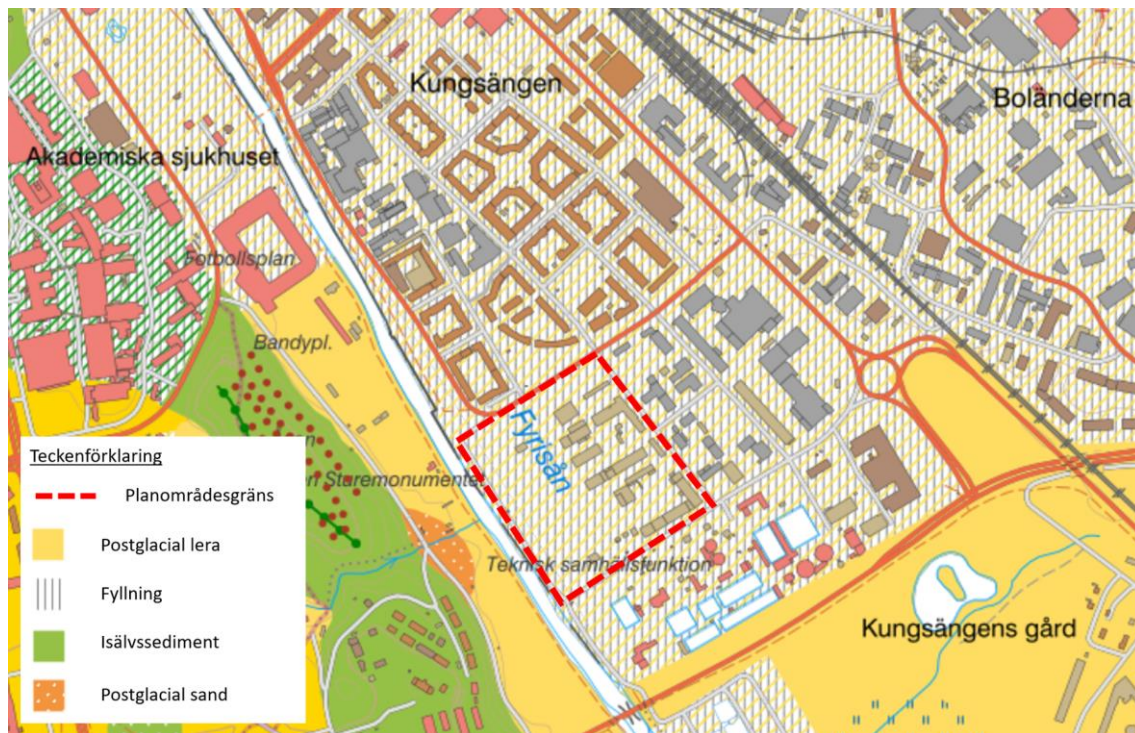 Kungsängen
Boländerna
Akademiska sjukhuset
Fotbollsplan
Bandypl.
Fyrisån
Staremonumentet
Teknisk samhällsfunktion
Kungsängens gård
Teckenförklaring
Planområdesgräns
Postglacial lera
Fyllning
Isälvssediment
Postglacial sand